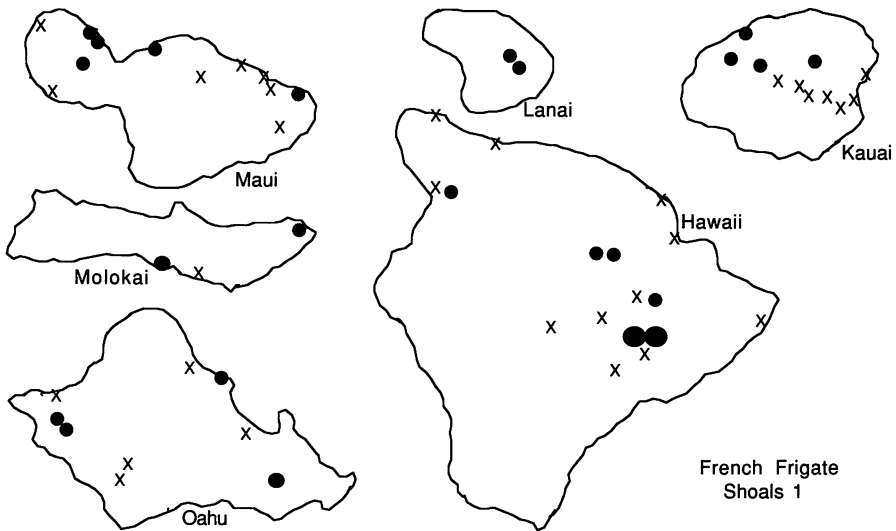 Lanai
Kauai
Maui
Hawaii
Molokai
French Frigate
Shoals 1
Oahu